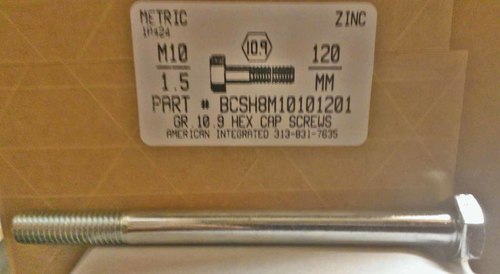 METRIC ZINC
10424
M10 10.9 120
1.5 MM
PART # BCSH8M10101201
GR.10.9 HEX CAP SCREWS
AMERICAN INTEGRATED 313-831-7635